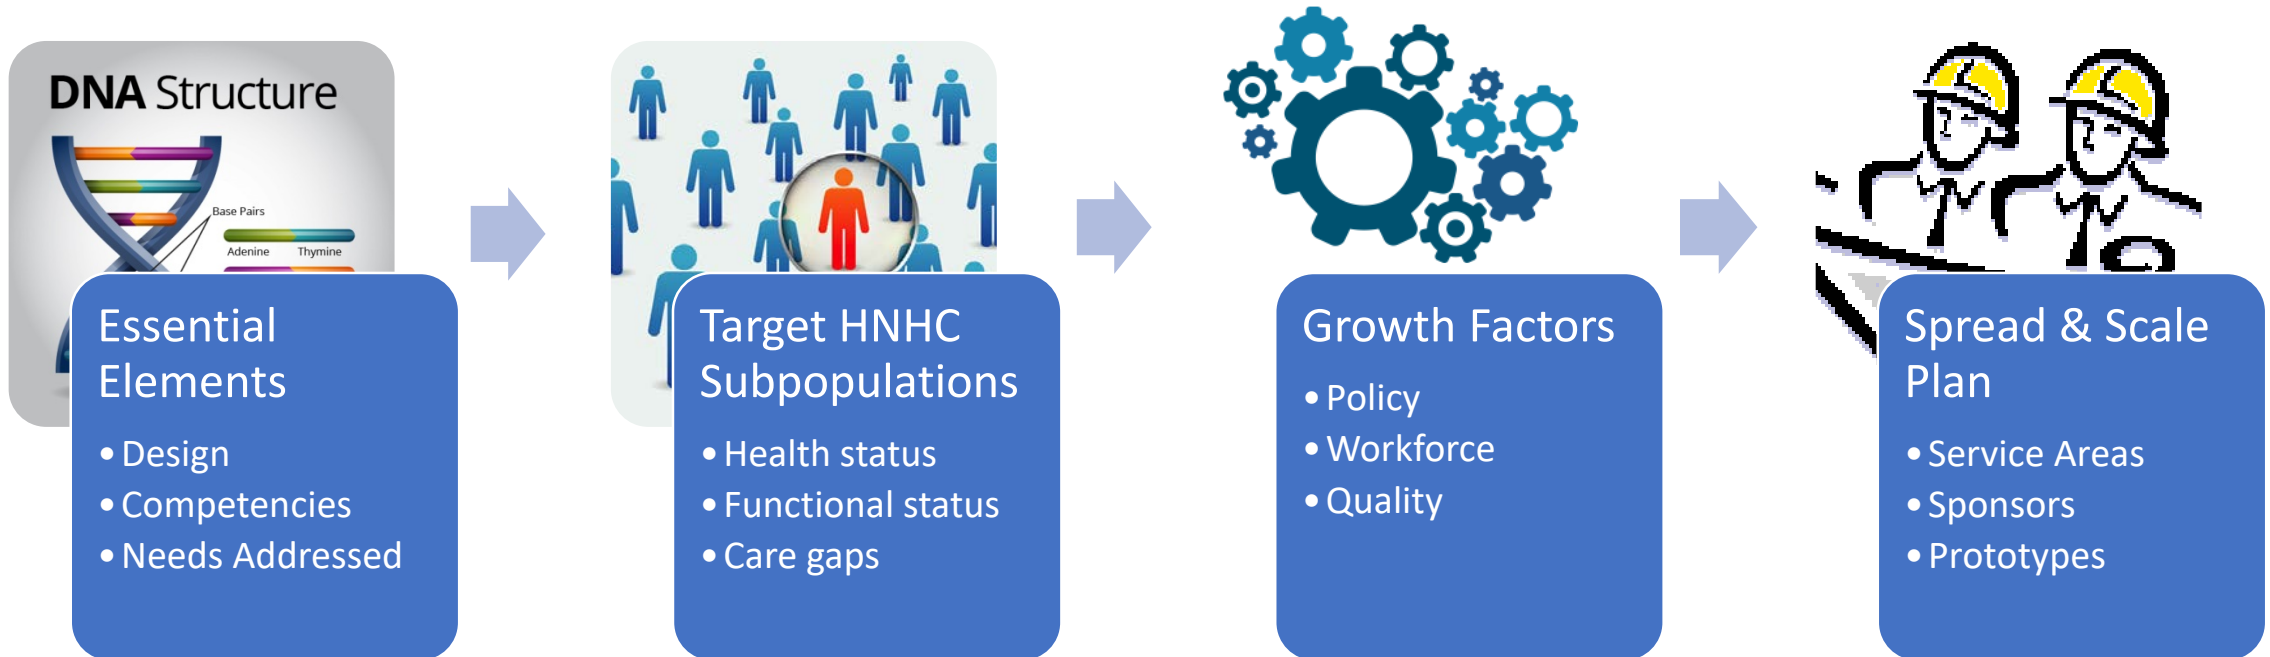 DNA Structure
Base Pairs
Adenine Thymine
Essential
Elements
• Design
• Competencies
• Needs Addressed
Target HNHC
Subpopulations
• Health status
• Functional status
• Care gaps
Growth Factors
• Policy
• Workforce
• Quality
Spread & Scale
Plan
• Service Areas
• Sponsors
• Prototypes